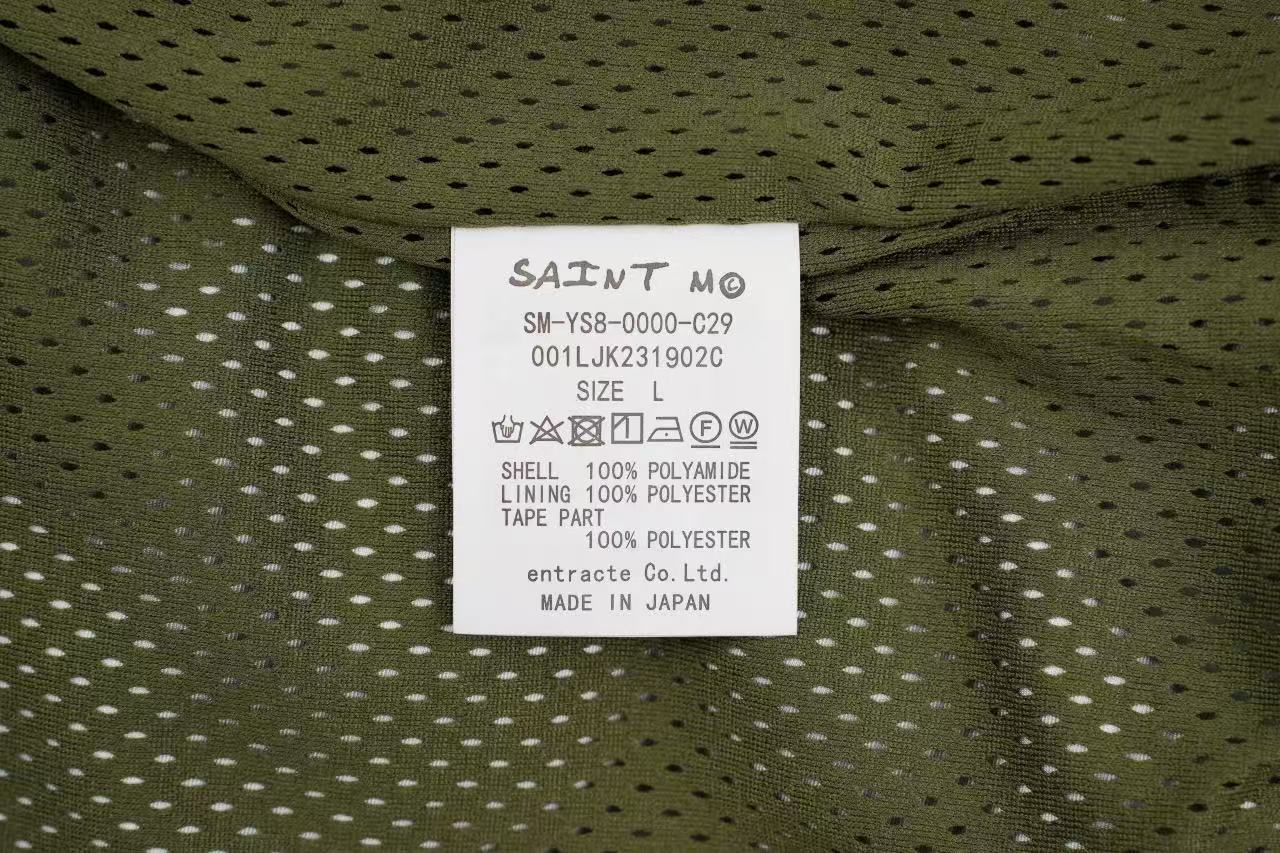 SAINT M©
SM-YS8-0000-C29
001LJK231902C
SIZE L
F W
SHELL 100% POLYAMIDE
LINING 100% POLYESTER
TAPE PART
100% POLYESTER
entracte Co.Ltd.
MADE IN JAPAN